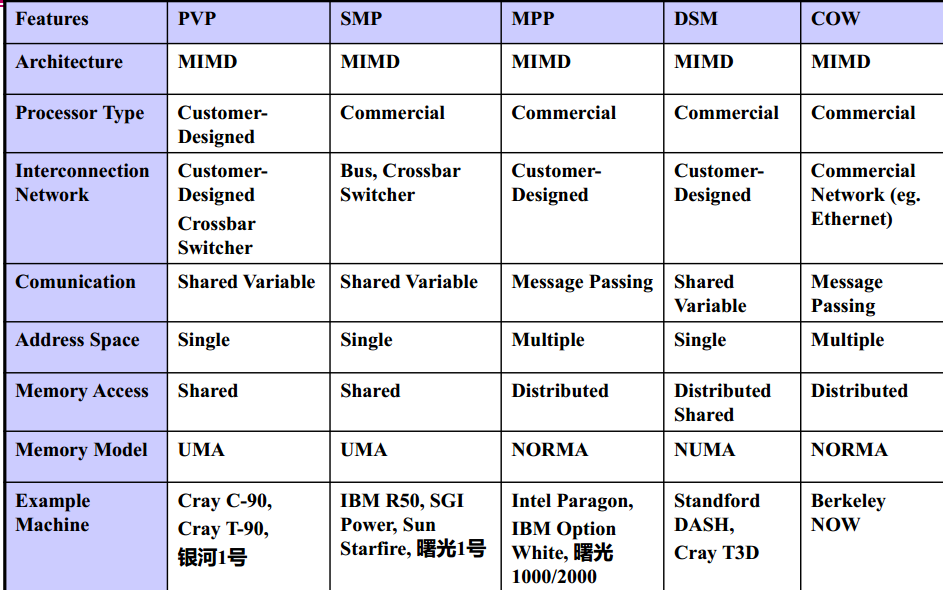 Features PVP SMP MPP DSM COW
Architecture MIMD MIMD MIMD MIMD MIMD
Processor Type Customer- Commercial Commercial Commercial Commercial
Designed
Interconnection Customer- Bus, Crossbar Customer- Customer- Commercial
Network Designed Switcher Designed Designed Network (eg.
Crossbar Ethernet)
Switcher
Comunication Shared Variable Shared Variable Message Passing Shared Message
Variable Passing
Address Space Single Single Multiple Single Multiple
Memory Access Shared Shared Distributed Distributed Distributed
Shared
Memory Model UMA UMA NORMA NUMA NORMA
Example Cray C-90, IBM R50, SGI Intel Paragon, Standford Berkeley
Machine Cray T-90, Power, Sun IBM Option DASH, NOW
银河1号 Starfire, 曙光1号 White, 曙光 Cray T3D
1000/2000